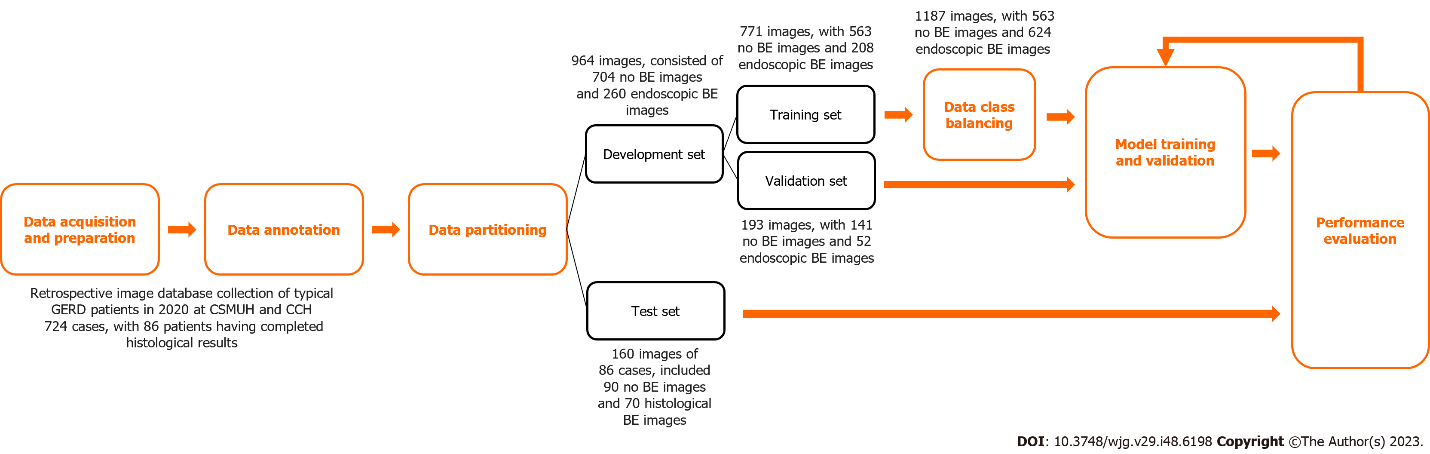 Data acquisition
and preparation
Retrospective image database collection of typical
GERD patients in 2020 at CSMUH and CCH
724 cases, with 86 patients having completed
histological results
Data annotation
Data partitioning
964 images, consisted of
704 no BE images
and 260 endoscopic BE
images
Development set
771 images, with 563
no BE images and 208
endoscopic BE images
Training set
Validation set
193 images, with 141
no BE images and 52
endoscopic BE images
Test set
160 images of
86 cases, included
90 no BE images
and 70 histological
BE images
1187 images, with 563
no BE images and 624
endoscopic BE images
Data class
balancing
Model training
and validation
Performance
evaluation
DOI: 10.3748/wjg.v29.i48.6198 Copyright ©The Author(s) 2023.